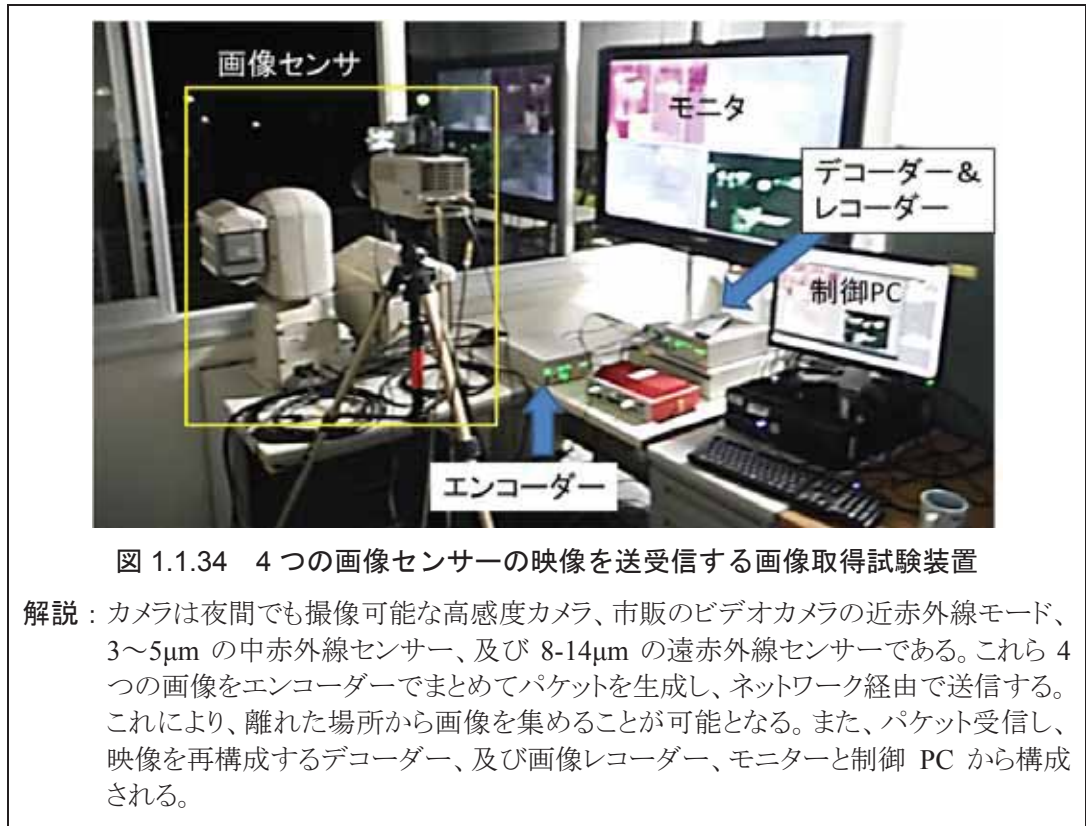 画像センサ
モニタ
デコーダー&
レコーダー
制御PC
エンコーダー
図 1.1.34 4 つの画像センサーの映像を送受信する画像取得試験装置
解説：カメラは夜間でも撮像可能な高感度カメラ、市販のビデオカメラの近赤外線モード、
3～5μm の中赤外線センサー、及び 8-14μm の遠赤外線センサーである。これら 4
つの画像をエンコーダーでまとめてパケットを生成し、ネットワーク経由で送信する。
これにより、離れた場所から画像を集めることが可能となる。また、パケット受信し、
映像を再構成するデコーダー、及び画像レコーダー、モニターと制御 PC から構成
される。